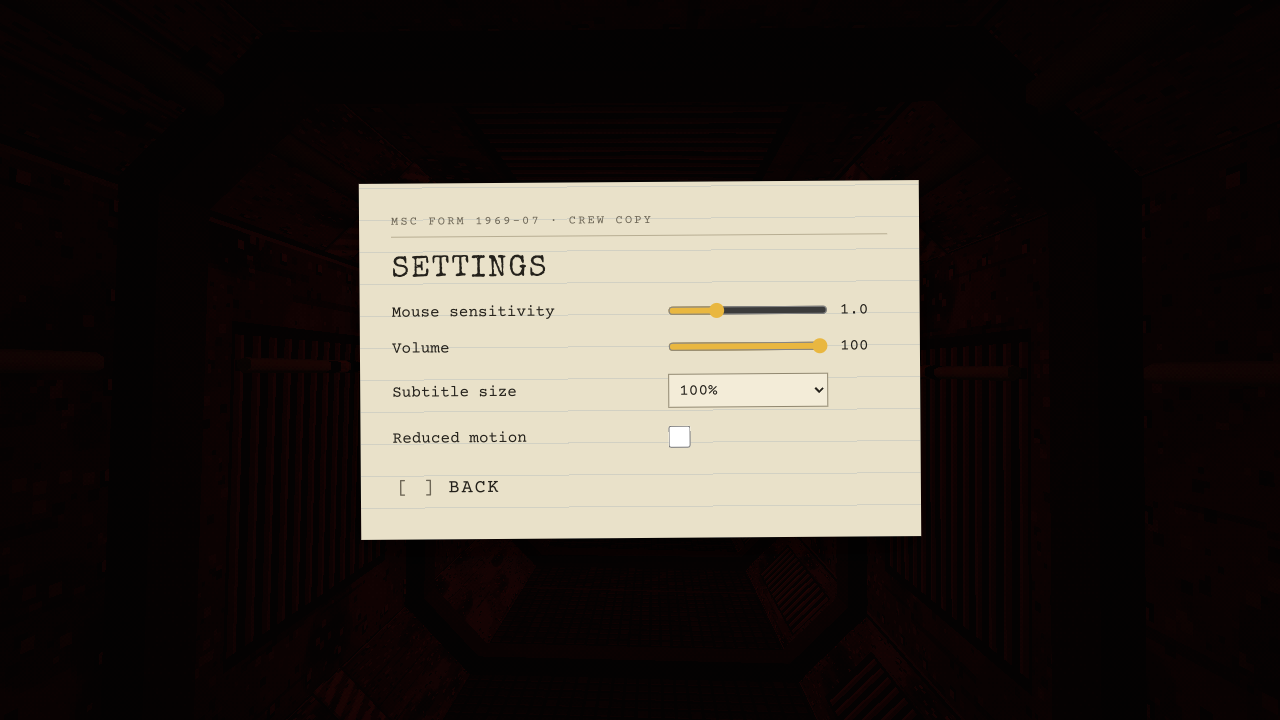 MSC FORM 1969-07 · CREW COPY
SETTINGS
Mouse sensitivity 1.0
Volume 100
Subtitle size 100%
Reduced motion
[ ] BACK